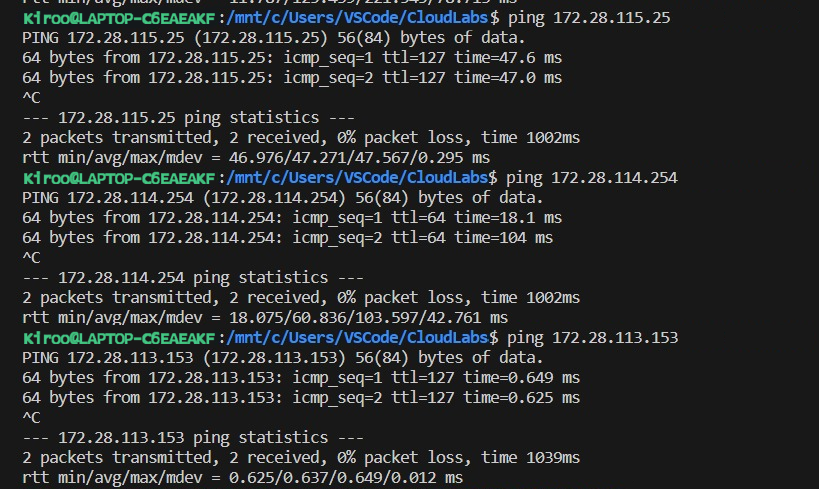 rtt min/avg/max/mdev = 11.787/125.459/221.549/78.715 ms
Kiroo@LAPTOP-C6EAEAKF:/mnt/c/Users/VSCode/CloudLabs$ ping 172.28.115.25
PING 172.28.115.25 (172.28.115.25) 56(84) bytes of data.
64 bytes from 172.28.115.25: icmp_seq=1 ttl=127 time=47.6 ms
64 bytes from 172.28.115.25: icmp_seq=2 ttl=127 time=47.0 ms
^C
--- 172.28.115.25 ping statistics ---
2 packets transmitted, 2 received, 0% packet loss, time 1002ms
rtt min/avg/max/mdev = 46.976/47.271/47.567/0.295 ms
Kiroo@LAPTOP-C6EAEAKF:/mnt/c/Users/VSCode/CloudLabs$ ping 172.28.114.254
PING 172.28.114.254 (172.28.114.254) 56(84) bytes of data.
64 bytes from 172.28.114.254: icmp_seq=1 ttl=64 time=18.1 ms
64 bytes from 172.28.114.254: icmp_seq=2 ttl=64 time=104 ms
^C
--- 172.28.114.254 ping statistics ---
2 packets transmitted, 2 received, 0% packet loss, time 1002ms
rtt min/avg/max/mdev = 18.075/60.836/103.597/42.761 ms
Kiroo@LAPTOP-C6EAEAKF:/mnt/c/Users/VSCode/CloudLabs$ ping 172.28.113.153
PING 172.28.113.153 (172.28.113.153) 56(84) bytes of data.
64 bytes from 172.28.113.153: icmp_seq=1 ttl=127 time=0.649 ms
64 bytes from 172.28.113.153: icmp_seq=2 ttl=127 time=0.625 ms
^C
--- 172.28.113.153 ping statistics ---
2 packets transmitted, 2 received, 0% packet loss, time 1039ms
rtt min/avg/max/mdev = 0.625/0.637/0.649/0.012 ms